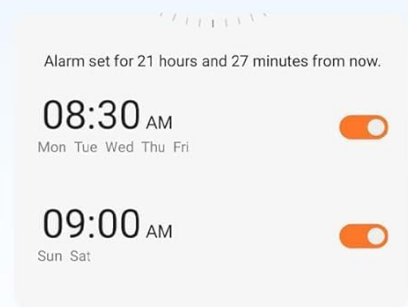 Alarm set for 21 hours and 27 minutes from now.
08:30 AM
Mon Tue Wed Thu Fri
09:00 AM
Sun Sat